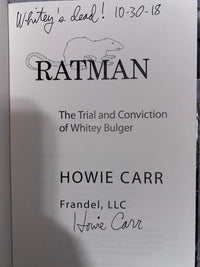 Whitey's dead! 10-30-18
RATMAN
The Trial and Conviction
of Whitey Bulger
HOWIE CARR
Frandel, LLC
Howie Carr